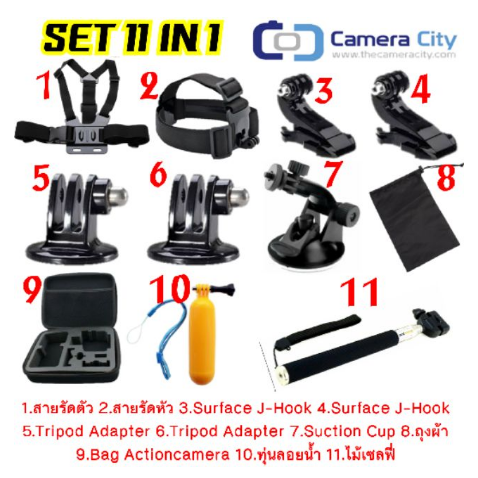 SET 11 IN 1
Camera City
www.thecameracity.com
1 2 3 4
5 6 7 8
9 10 11
1.สายรัดตัว 2.สายรัดหัว 3.Surface J-Hook 4.Surface J-Hook
5.Tripod Adapter 6.Tripod Adapter 7.Suction Cup 8.ถุงผ้า
9.Bag Actioncamera 10.ทุ่นลอยน้ำ 11.ไม้เซลฟี่